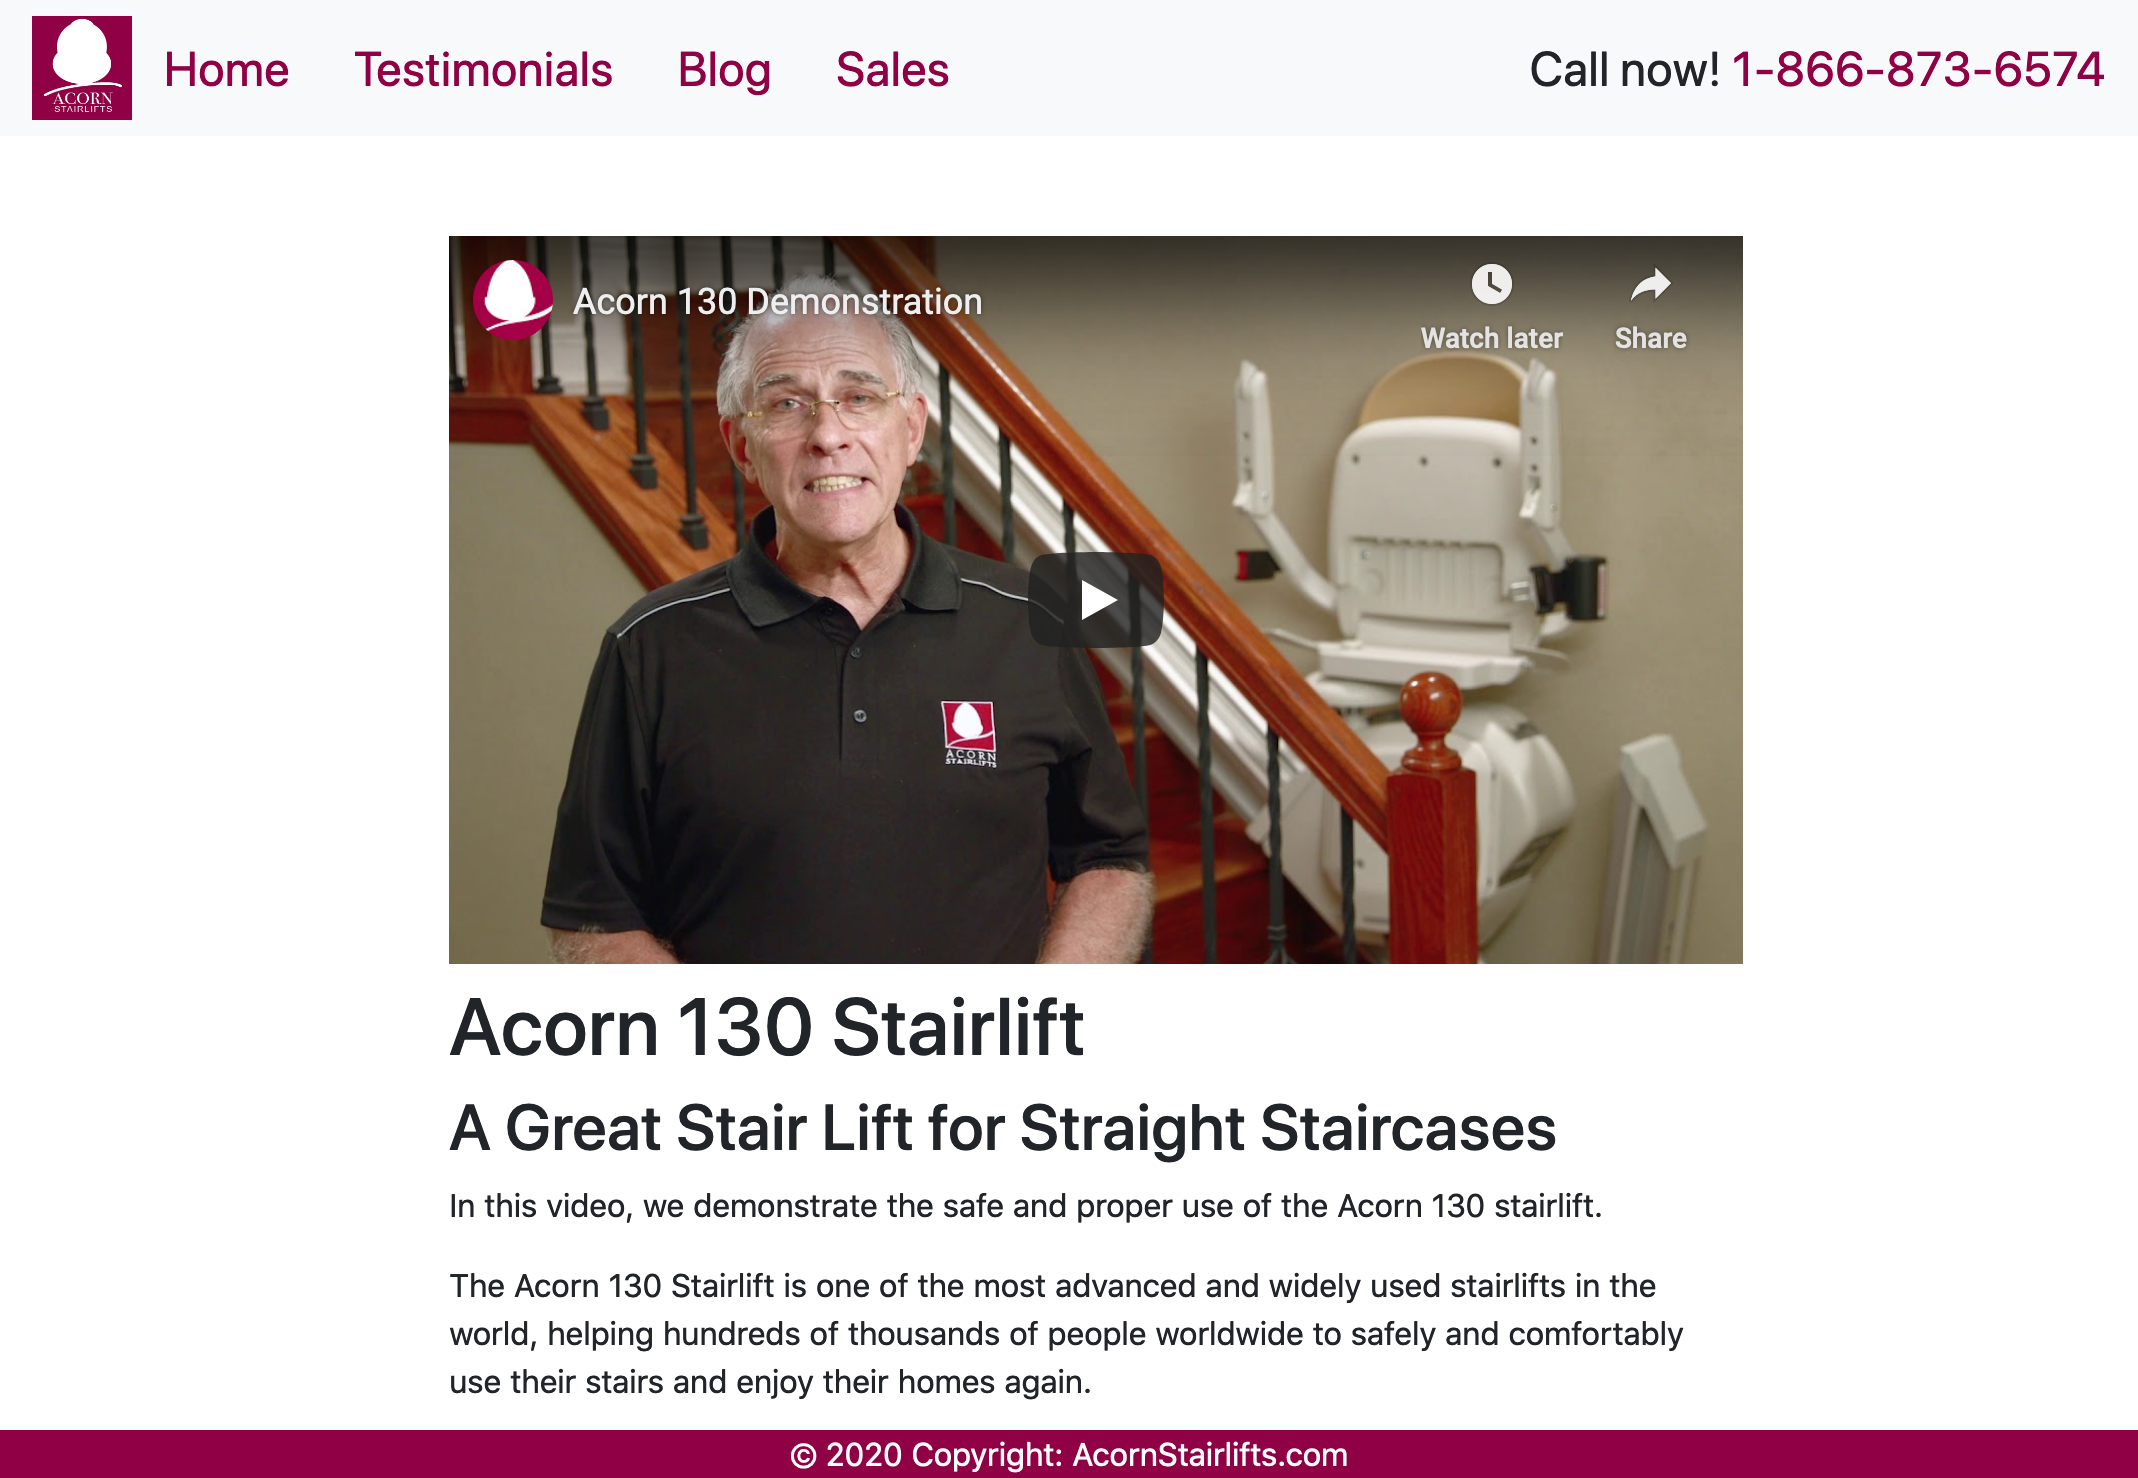 ACORN
STAIRLIFTS
Home Testimonials Blog Sales Call now! 1-866-873-6574
Acorn 130 Demonstration
Watch later Share
ACORN
STAIRLIFTS
Acorn 130 Stairlift
A Great Stair Lift for Straight Staircases
In this video, we demonstrate the safe and proper use of the Acorn 130 stairlift.
The Acorn 130 Stairlift is one of the most advanced and widely used stairlifts in the
world, helping hundreds of thousands of people worldwide to safely and comfortably
use their stairs and enjoy their homes again.
© 2020 Copyright: AcornStairlifts.com